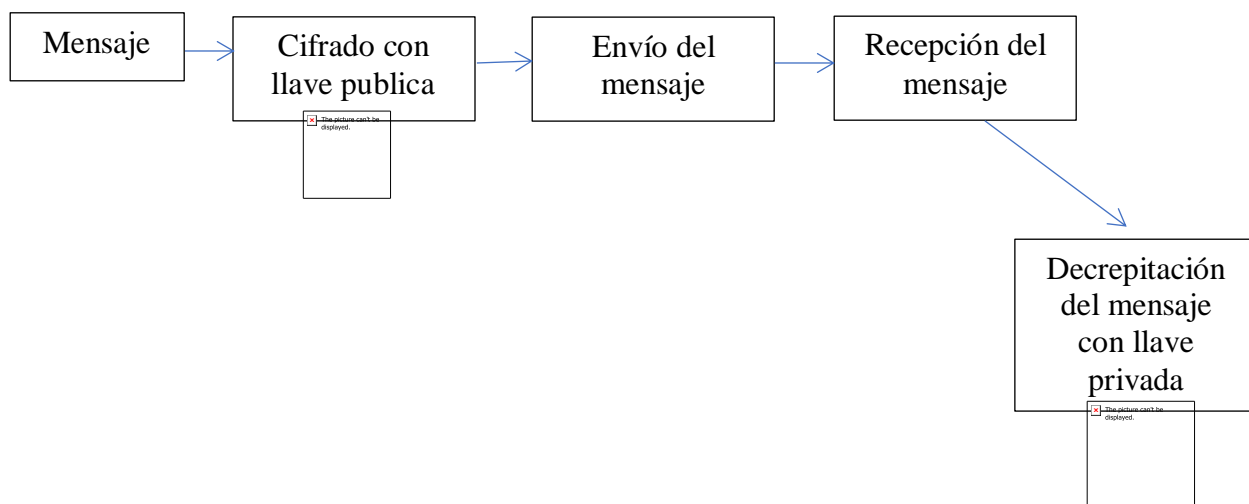 Mensaje
Cifrado con
llave publica
The picture can't be
displayed.
Envío del
mensaje
Recepción del
mensaje
Decrepitación
del mensaje
con llave
privada
The picture can't be
displayed.